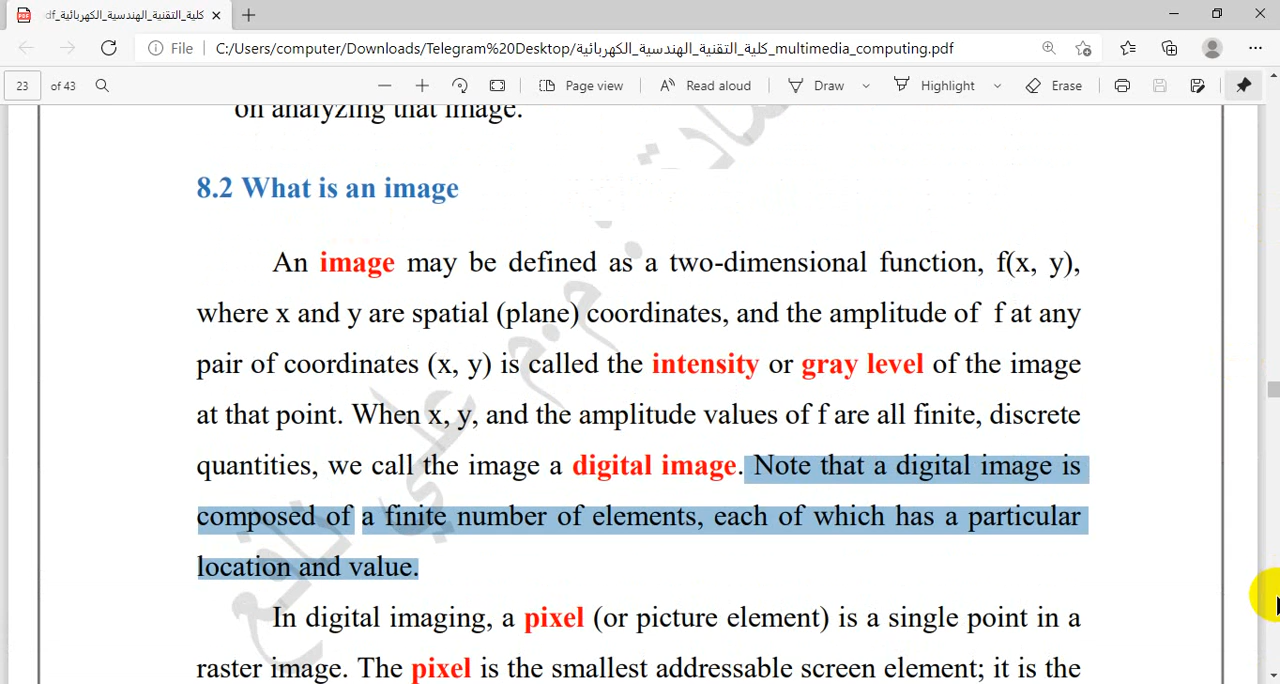 df_كلية_التقنية_الهندسية_الكهربائية
File
C:/Users/computer/Downloads/Telegram%20Desktop/كلية_التقنية_الهندسية_الكهربائية_multimedia_computing.pdf
23 of 43
Page view
Read aloud
Draw
Highlight
Erase
on analyzing that image.
8.2 What is an image
An image may be defined as a two-dimensional function, f(x, y),
where x and y are spatial (plane) coordinates, and the amplitude of f at any
pair of coordinates (x, y) is called the intensity or gray level of the image
at that point. When x, y, and the amplitude values of f are all finite, discrete
quantities, we call the image a digital image. Note that a digital image is
composed of a finite number of elements, each of which has a particular
location and value.
In digital imaging, a pixel (or picture element) is a single point in a
raster image. The pixel is the smallest addressable screen element; it is the